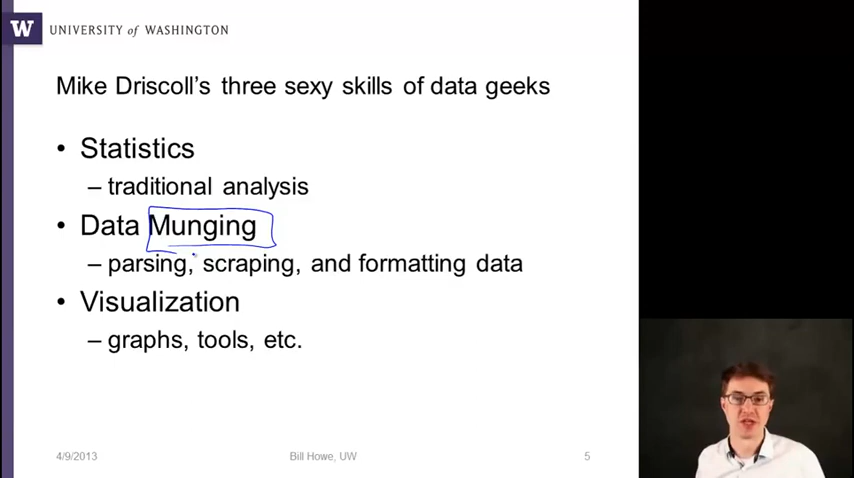 W UNIVERSITY of WASHINGTON
Mike Driscoll's three sexy skills of data geeks
• Statistics
– traditional analysis
• Data Munging
– parsing, scraping, and formatting data
• Visualization
– graphs, tools, etc.
4/9/2013 Bill Howe, UW 5